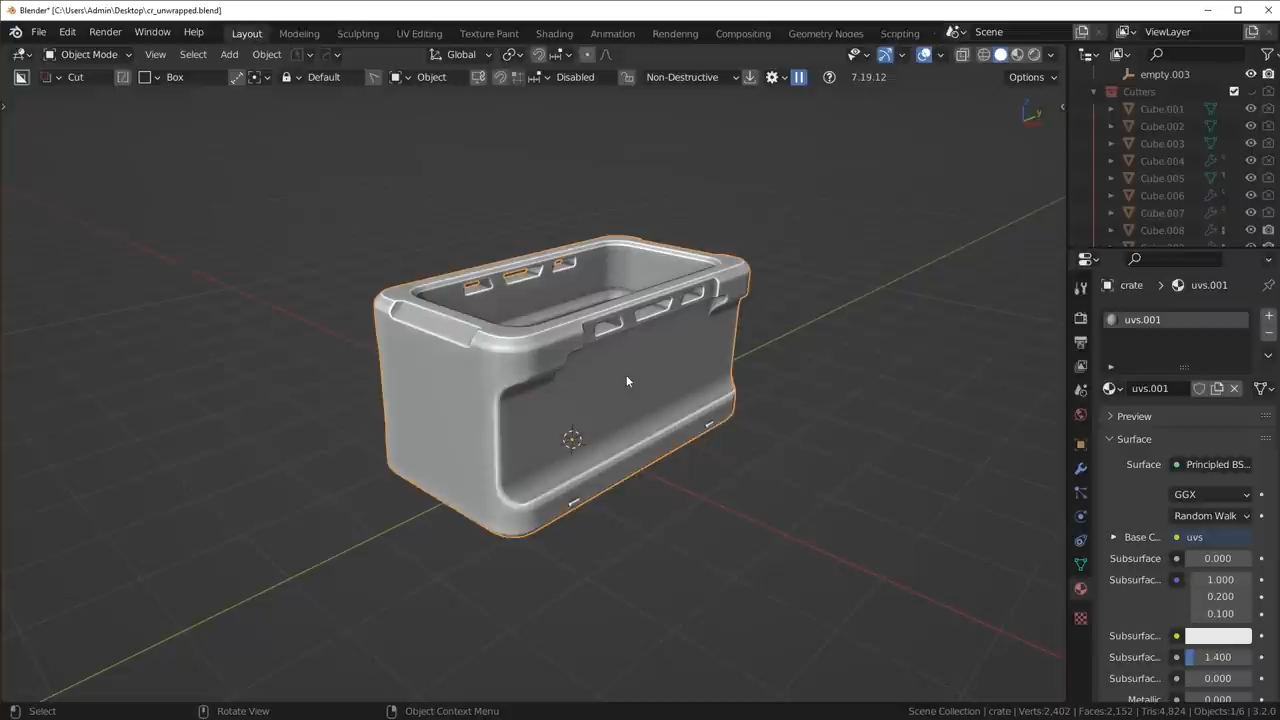 Blender* [C:\Users\Admin\Desktop\cr_unwrapped.blend]
File Edit Render Window Help Layout Modeling Sculpting UV Editing Texture Paint Shading Animation Rendering Compositing Geometry Nodes Scripting Scene ViewLayer
Object Mode View Select Add Object Global
Cut Box Default Object Disabled Non-Destructive 7.19.12 Options
empty.003
Cutters
Cube.001
Cube.002
Cube.003
Cube.004
Cube.005
Cube.006
Cube.007
Cube.008
crate > uvs.001
uvs.001
uvs.001
Preview
Surface
Surface Principled BS...
GGX
Random Walk
Base C... uvs
Subsurface 0.000
Subsurfac... 1.000
0.200
0.100
Subsurfac...
Subsurfac... 1.400
Subsurfac... 0.000
Metallic 0.000
Select Rotate View Object Context Menu Scene Collection | crate | Verts:2,402 | Faces:2,152 | Tris:4,824 | Objects:1/6 | 3.2.0